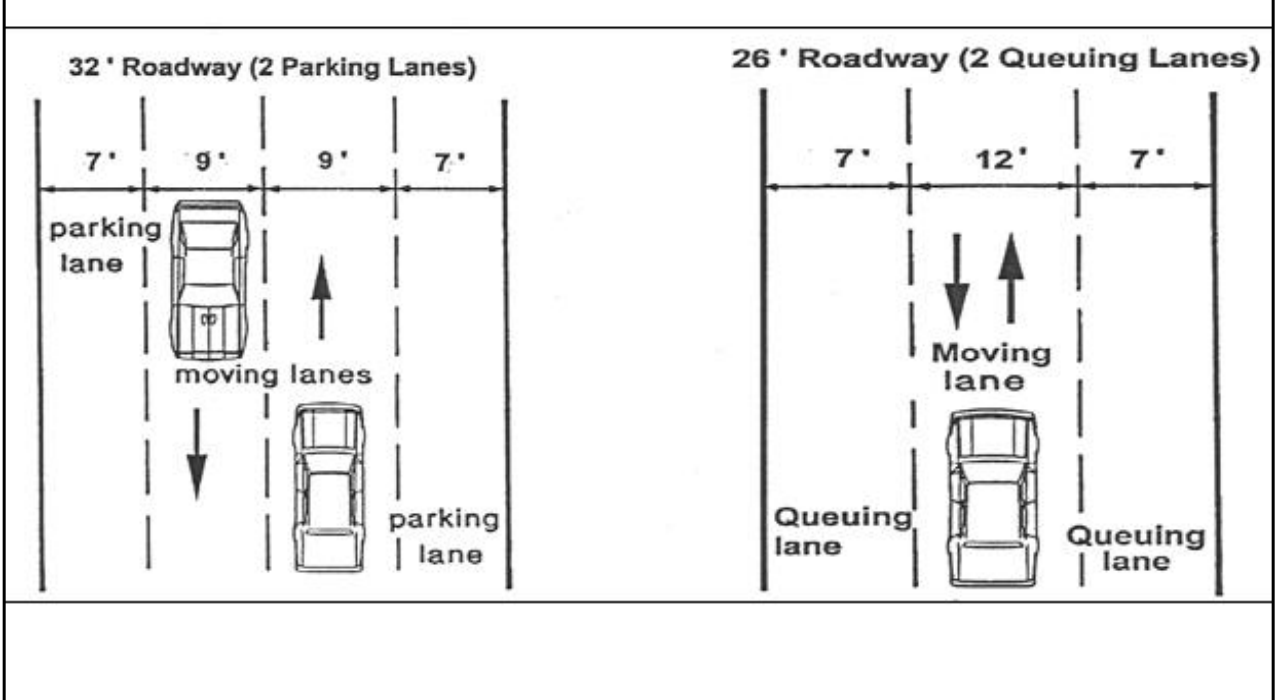 32 ' Roadway (2 Parking Lanes)
7 ' 9 ' 9 ' 7 '
parking
lane
moving lanes
parking
lane
26 ' Roadway (2 Queuing Lanes)
7 ' 12 ' 7 '
Moving
lane
Queuing
lane
Queuing
lane